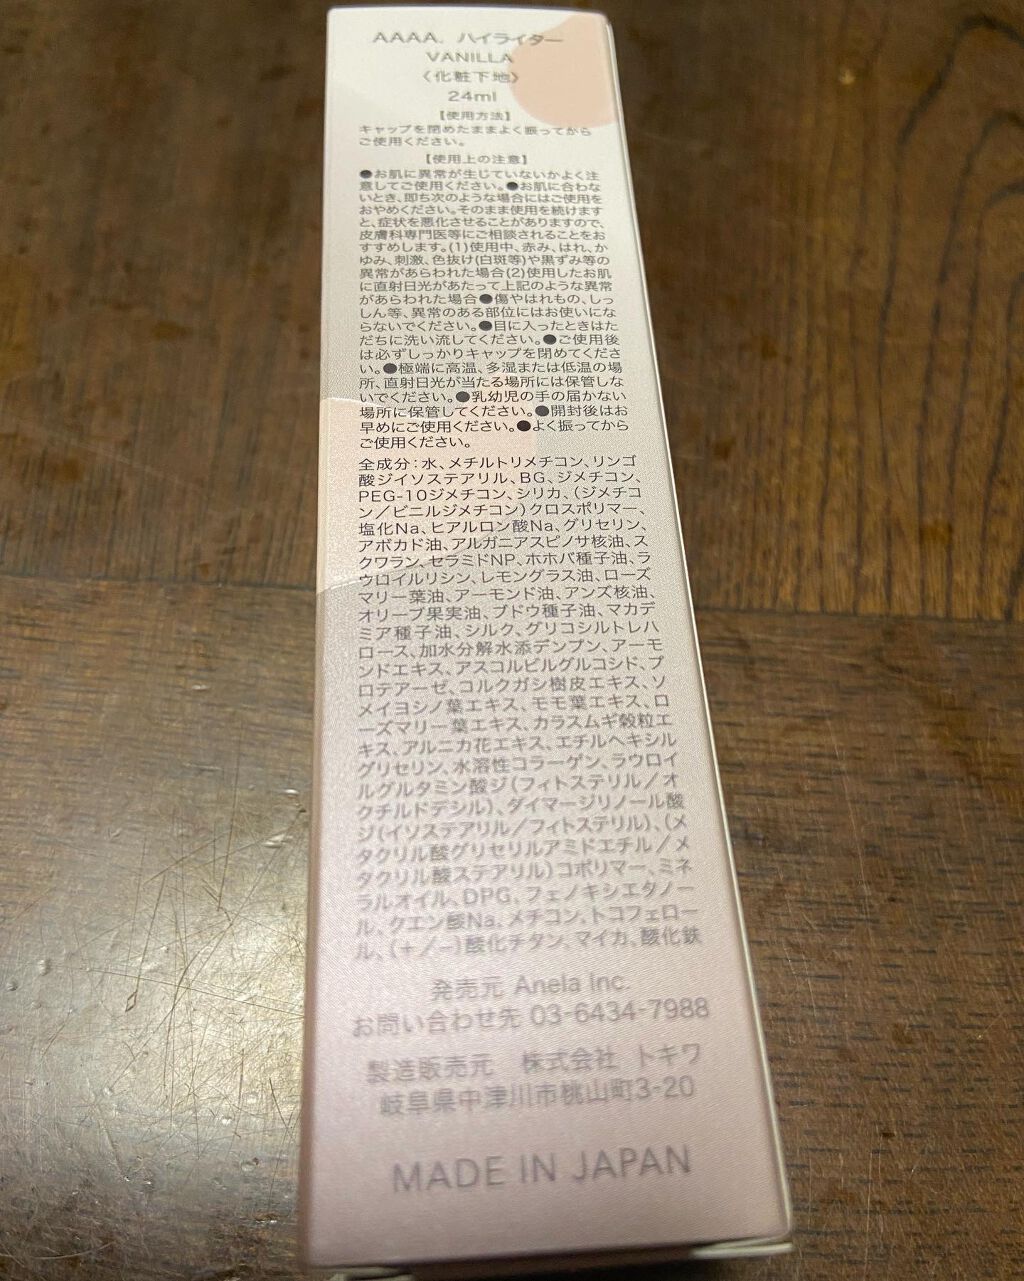 AAAA. ハイライター
VANILLA
〈化粧下地〉
24ml
【使用方法】
キャップを閉めたままよく振ってから
ご使用ください。
【使用上の注意】
●お肌に異常が生じていないかよく注
意してご使用ください。●お肌に合わな
いとき、即ち次のような場合にはご使用を
おやめください。そのまま使用を続けます
と、症状を悪化させることがありますので、
皮膚科専門医等にご相談されることをお
すすめします。(1)使用中、赤み、はれ、か
ゆみ、刺激、色抜け(白斑等)や黒ずみ等の
異常があらわれた場合(2)使用したお肌
に直射日光があたって上記のような異常
があらわれた場合●傷やはれもの、しっ
しん等、異常のある部位にはお使いにな
らないでください。●目に入ったときはた
だちに洗い流してください。●ご使用後
は必ずしっかりキャップを閉めてくださ
い。●極端に高温、多湿または低温の場
所、直射日光が当たる場所には保管しな
いでください。●乳幼児の手の届かない
場所に保管してください。●開封後はお
早めにご使用ください。●よく振ってから
ご使用ください。
全成分：水、メチルトリメチコン、リンゴ
酸ジイソステアリル、BG、ジメチコン、
PEG-10ジメチコン、シリカ、(ジメチコ
ン／ビニルジメチコン)クロスポリマー、
塩化Na、ヒアルロン酸Na、グリセリン、
アボカド油、アルガニアスピノサ核油、ス
クワラン、セラミドNP、ホホバ種子油、ラ
ウロイルリシン、レモングラス油、ローズ
マリー葉油、アーモンド油、アンズ核油、
オリーブ果実油、ブドウ種子油、マカデ
ミア種子油、シルク、グリコシルトレハ
ロース、加水分解水添デンプン、アーモ
ンドエキス、アスコルビルグルコシド、プ
ロテアーゼ、コルクガシ樹皮エキス、ソ
メイヨシノ葉エキス、モモ葉エキス、ロ
ーズマリー葉エキス、カラスムギ穀粒エ
キス、アルニカ花エキス、エチルヘキシル
グリセリン、水溶性コラーゲン、ラウロイ
ルグルタミン酸ジ(フィトステリル／オ
クチルドデシル)、ダイマージリノール酸
ジ(イソステアリル／フィトステリル)、(メ
タクリル酸グリセリルアミドエチル／メ
タクリル酸ステアリル)コポリマー、ミネ
ラルオイル、DPG、フェノキシエタノー
ル、クエン酸Na、メチコン、トコフェロー
ル、(+/-)酸化チタン、マイカ、酸化鉄
発売元 Anela Inc.
お問い合わせ先 03-6434-7988
製造販売元 株式会社 トキワ
岐阜県中津川市桃山町3-20
MADE IN JAPAN